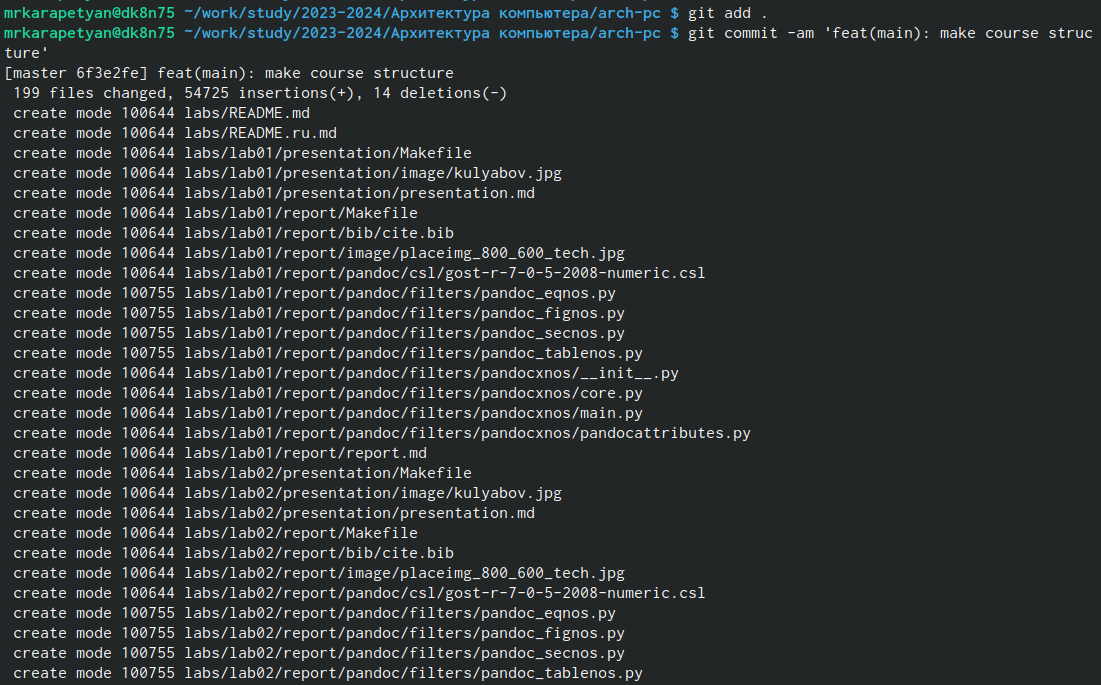 mrkarapetyan@dk8n75 ~/work/study/2023-2024/Архитектура компьютера/arch-pc $ git add .
mrkarapetyan@dk8n75 ~/work/study/2023-2024/Архитектура компьютера/arch-pc $ git commit -am 'feat(main): make course struc
ture'
[master 6f3e2fe] feat(main): make course structure
 199 files changed, 54725 insertions(+), 14 deletions(-)
 create mode 100644 labs/README.md
 create mode 100644 labs/README.ru.md
 create mode 100644 labs/lab01/presentation/Makefile
 create mode 100644 labs/lab01/presentation/image/kulyabov.jpg
 create mode 100644 labs/lab01/presentation/presentation.md
 create mode 100644 labs/lab01/report/Makefile
 create mode 100644 labs/lab01/report/bib/cite.bib
 create mode 100644 labs/lab01/report/image/placeimg_800_600_tech.jpg
 create mode 100644 labs/lab01/report/pandoc/csl/gost-r-7-0-5-2008-numeric.csl
 create mode 100755 labs/lab01/report/pandoc/filters/pandoc_eqnos.py
 create mode 100755 labs/lab01/report/pandoc/filters/pandoc_fignos.py
 create mode 100755 labs/lab01/report/pandoc/filters/pandoc_secnos.py
 create mode 100755 labs/lab01/report/pandoc/filters/pandoc_tablenos.py
 create mode 100644 labs/lab01/report/pandoc/filters/pandocxnos/__init__.py
 create mode 100644 labs/lab01/report/pandoc/filters/pandocxnos/core.py
 create mode 100644 labs/lab01/report/pandoc/filters/pandocxnos/main.py
 create mode 100644 labs/lab01/report/pandoc/filters/pandocxnos/pandocattributes.py
 create mode 100644 labs/lab01/report/report.md
 create mode 100644 labs/lab02/presentation/Makefile
 create mode 100644 labs/lab02/presentation/image/kulyabov.jpg
 create mode 100644 labs/lab02/presentation/presentation.md
 create mode 100644 labs/lab02/report/Makefile
 create mode 100644 labs/lab02/report/bib/cite.bib
 create mode 100644 labs/lab02/report/image/placeimg_800_600_tech.jpg
 create mode 100644 labs/lab02/report/pandoc/csl/gost-r-7-0-5-2008-numeric.csl
 create mode 100755 labs/lab02/report/pandoc/filters/pandoc_eqnos.py
 create mode 100755 labs/lab02/report/pandoc/filters/pandoc_fignos.py
 create mode 100755 labs/lab02/report/pandoc/filters/pandoc_secnos.py
 create mode 100755 labs/lab02/report/pandoc/filters/pandoc_tablenos.py